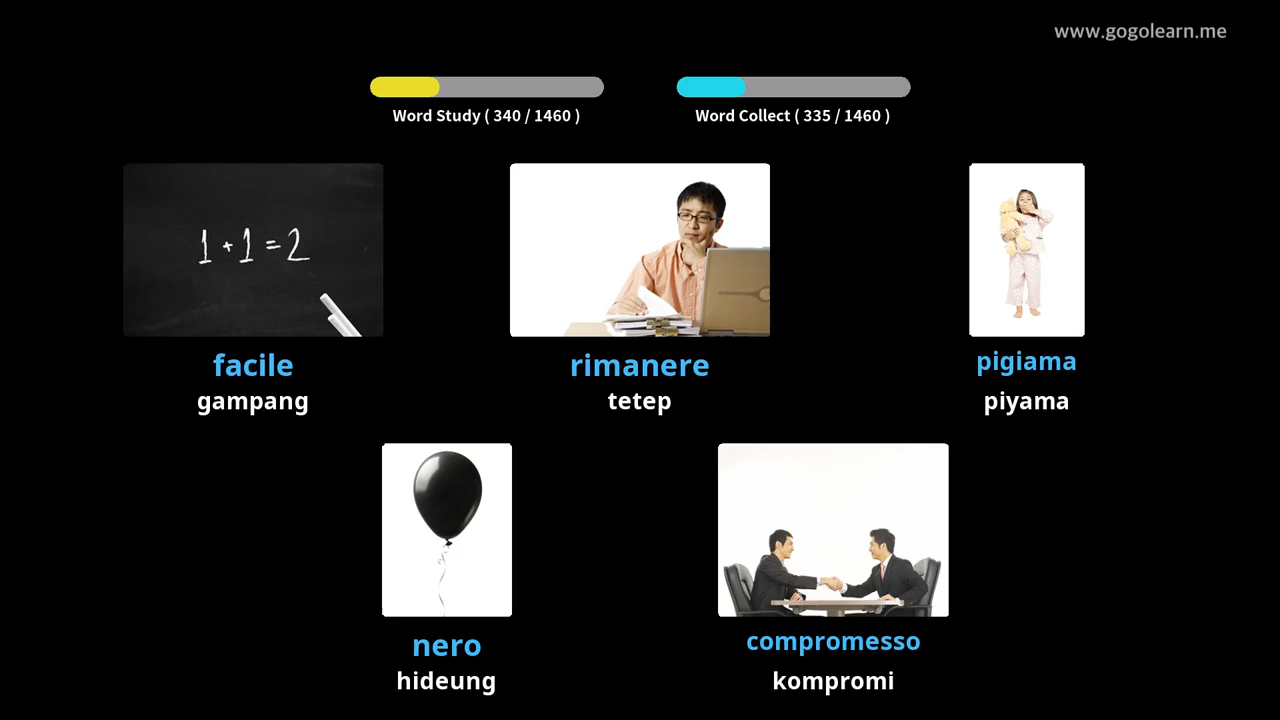 www.gogolearn.me
Word Study ( 340 / 1460 )
Word Collect ( 335 / 1460 )
1 + 1 = 2
facile
gampang
rimanere
tetep
pigiama
piyama
nero
hideung
compromesso
kompromi